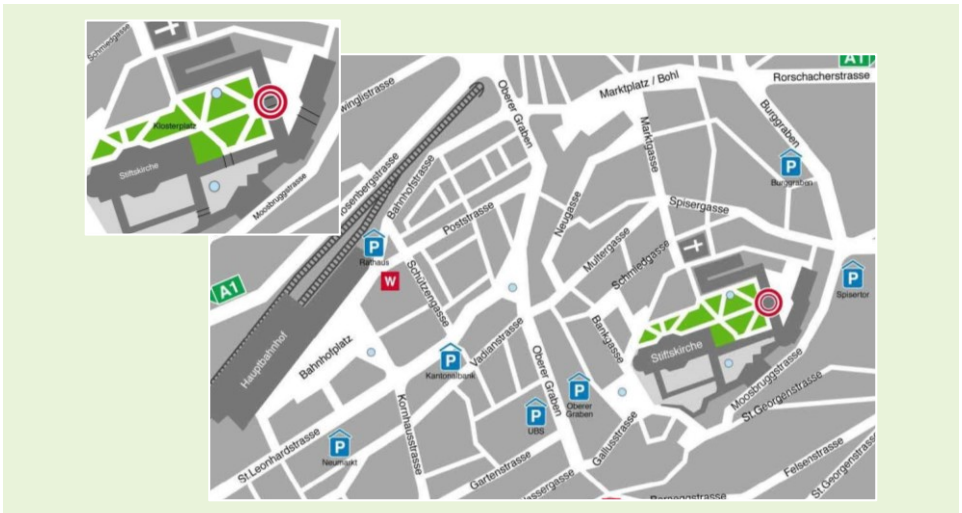 Schmiedgasse
Klosterplatz
Stiftskirche
Moosbruggstrasse
A1
Rorschacherstrasse
Marktplatz / Bohl
Oberer Graben
Burggraben
P
Burggraben
Marktgasse
Bahnhofstrasse
Poststrasse
Neugasse
Spisergasse
Multergasse
Schmiedgasse
P
Rathaus
W
Schützengasse
P
Spisertor
A1
Hauptbahnhof
Bahnhofplatz
P
Kantonalbank
Vadianstrasse
Oberer Graben
Bankgasse
Stiftskirche
Moosbruggstrasse
St.Georgenstrasse
P
Oberer
Graben
P
UBS
Kornhausstrasse
P
Neumarkt
St.Leonhardstrasse
Gartenstrasse
Gallusstrasse
Felsenstrasse
St.Georgenstrasse